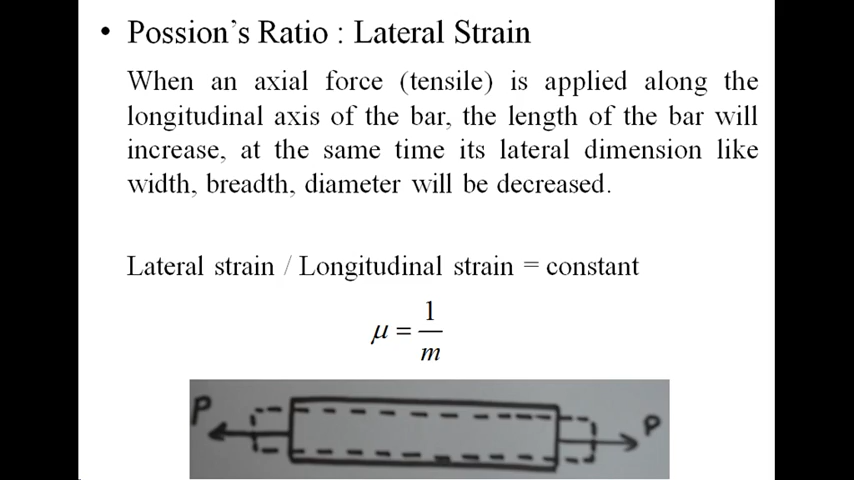 • Possion's Ratio : Lateral Strain
When an axial force (tensile) is applied along the
longitudinal axis of the bar, the length of the bar will
increase, at the same time its lateral dimension like
width, breadth, diameter will be decreased.
Lateral strain / Longitudinal strain = constant
μ = 1/m
P P